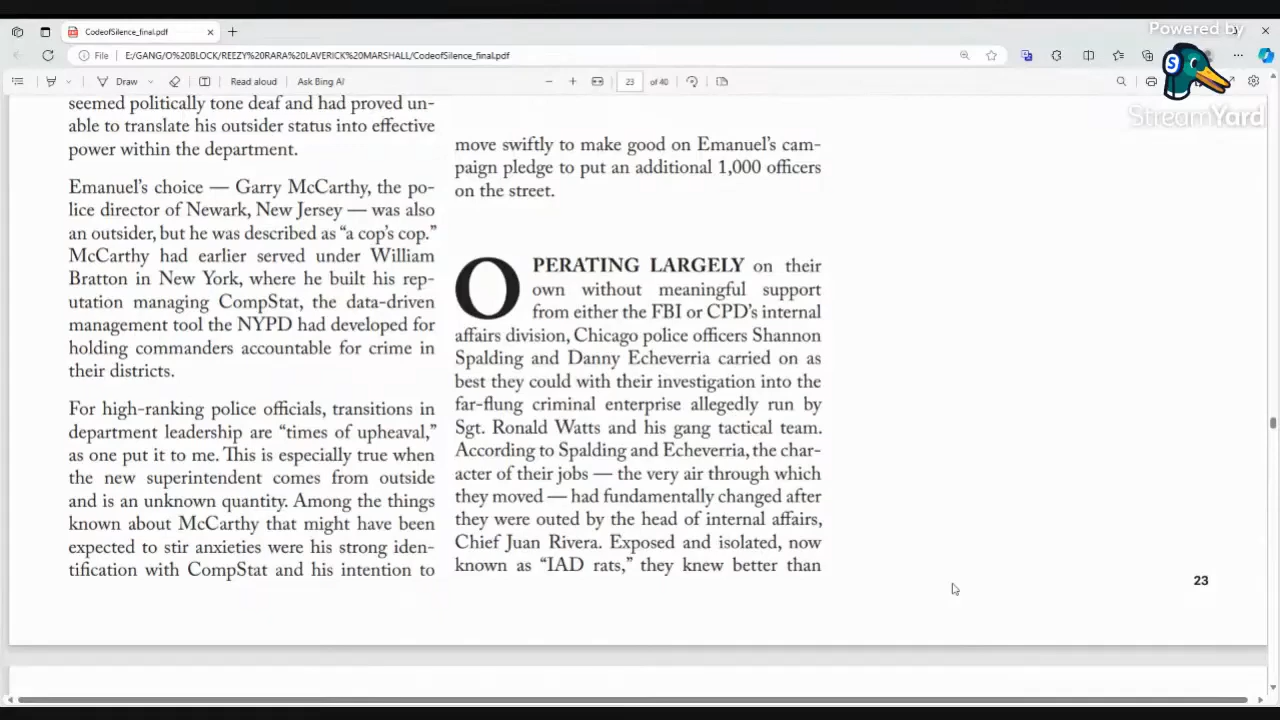 CodeofSilence_final.pdf
File
E:/GANG/O%20BLOCK/REEZY%20RARA%20LAVERICK%20MARSHALL/CodeofSilence_final.pdf
Draw
Read aloud
Ask Bing AI
23
of 40
Powered by
S
StreamYard
seemed politically tone deaf and had proved un-
able to translate his outsider status into effective
power within the department.
Emanuel’s choice — Garry McCarthy, the po-
lice director of Newark, New Jersey — was also
an outsider, but he was described as “a cop’s cop.”
McCarthy had earlier served under William
Bratton in New York, where he built his rep-
utation managing CompStat, the data-driven
management tool the NYPD had developed for
holding commanders accountable for crime in
their districts.
For high-ranking police officials, transitions in
department leadership are “times of upheaval,”
as one put it to me. This is especially true when
the new superintendent comes from outside
and is an unknown quantity. Among the things
known about McCarthy that might have been
expected to stir anxieties were his strong iden-
tification with CompStat and his intention to
move swiftly to make good on Emanuel’s cam-
paign pledge to put an additional 1,000 officers
on the street.
OPERATING LARGELY on their
own without meaningful support
from either the FBI or CPD’s internal
affairs division, Chicago police officers Shannon
Spalding and Danny Echeverria carried on as
best they could with their investigation into the
far-flung criminal enterprise allegedly run by
Sgt. Ronald Watts and his gang tactical team.
According to Spalding and Echeverria, the char-
acter of their jobs — the very air through which
they moved — had fundamentally changed after
they were outed by the head of internal affairs,
Chief Juan Rivera. Exposed and isolated, now
known as “IAD rats,” they knew better than
23